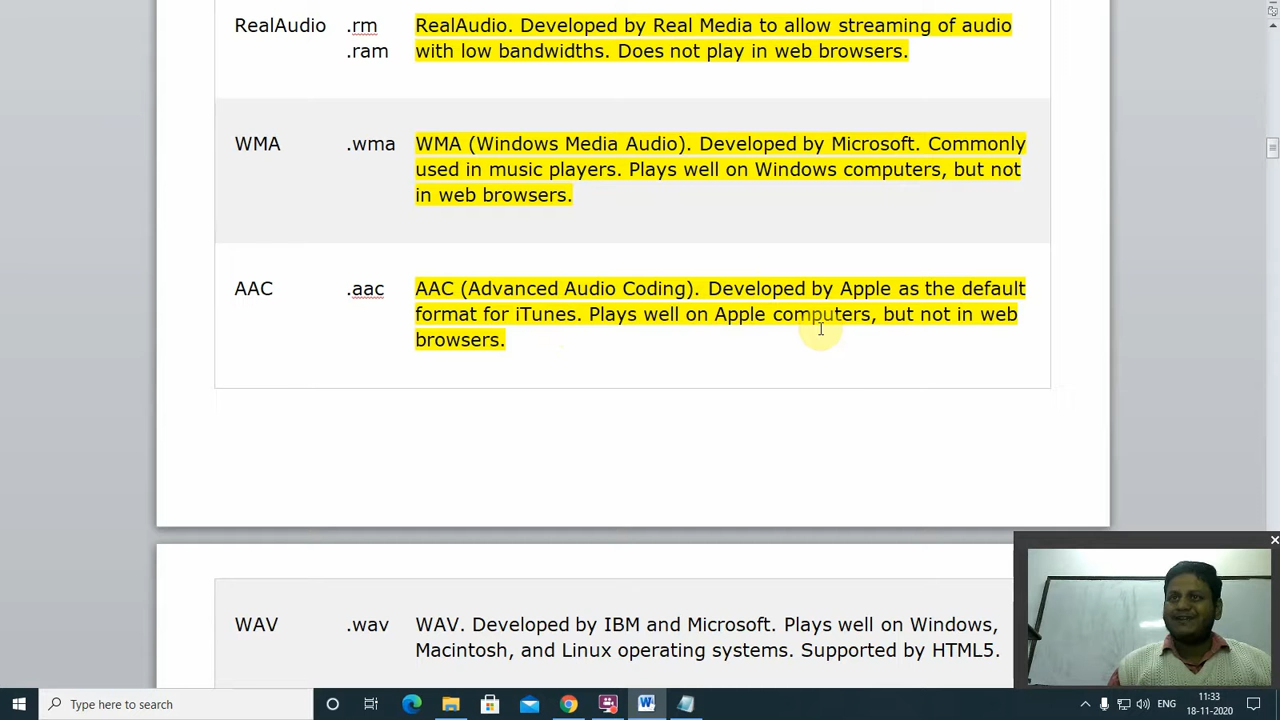 RealAudio .rm RealAudio. Developed by Real Media to allow streaming of audio
.ram with low bandwidths. Does not play in web browsers.
WMA .wma WMA (Windows Media Audio). Developed by Microsoft. Commonly
used in music players. Plays well on Windows computers, but not
in web browsers.
AAC .aac AAC (Advanced Audio Coding). Developed by Apple as the default
format for iTunes. Plays well on Apple computers, but not in web
browsers.
WAV .wav WAV. Developed by IBM and Microsoft. Plays well on Windows,
Macintosh, and Linux operating systems. Supported by HTML5.
Type here to search
ENG
11:33
18-11-2020